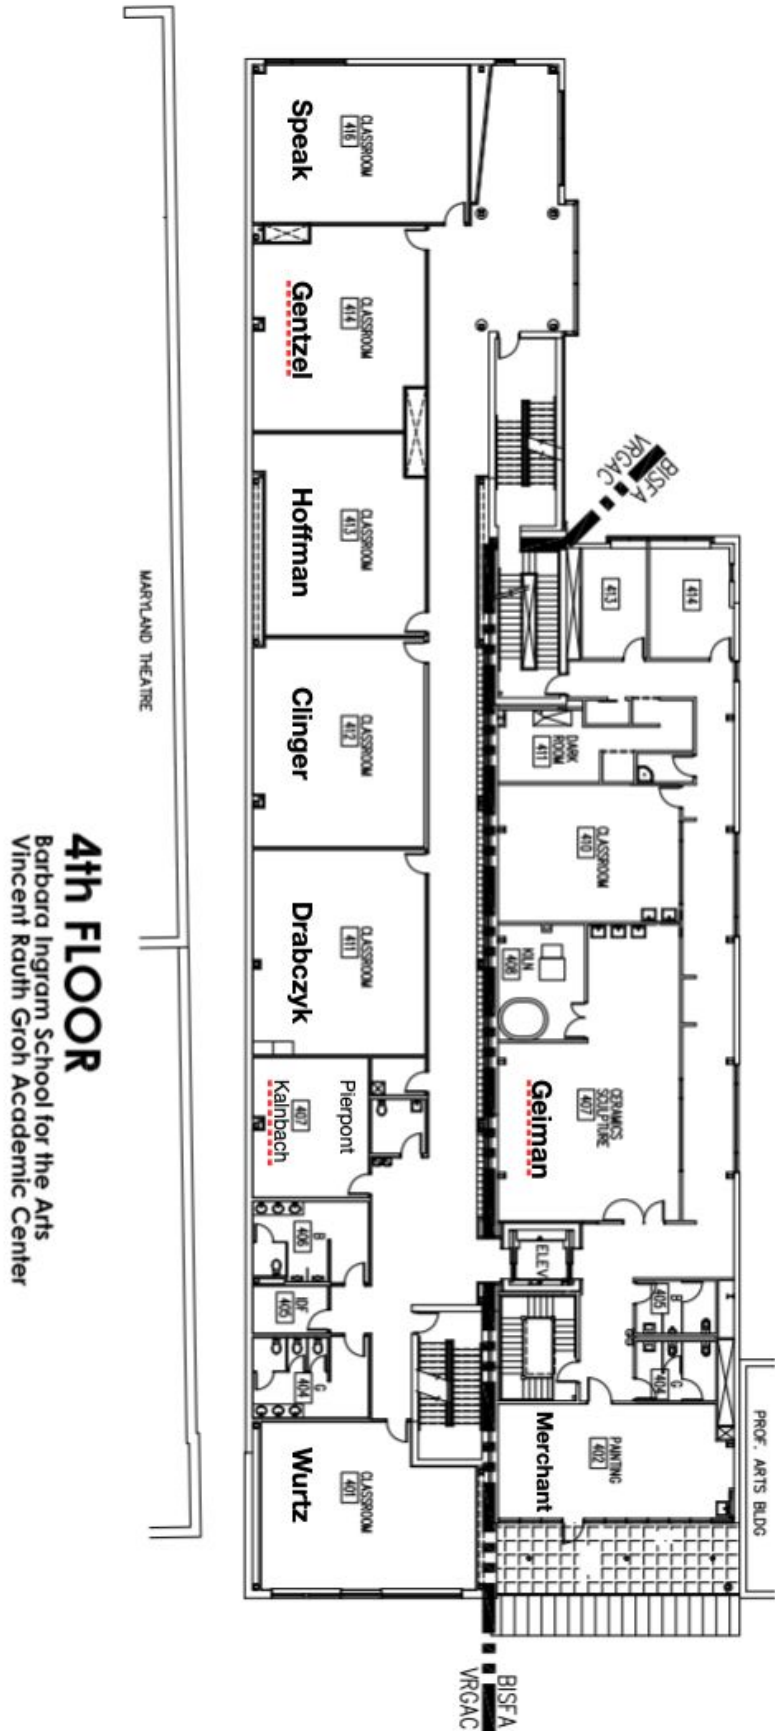 CLASSROOM
416
Speak
CLASSROOM
414
Gentzel
CLASSROOM
413
Hoffman
CLASSROOM
412
Clinger
CLASSROOM
411
Drabczyk
Pierpont
407
Kalnbach
B
406
IDF
405
G
404
CLASSROOM
401
Wurtz
BISFA
VRGAC
414
413
DARK
ROOM
411
CLASSROOM
410
KILN
408
CERAMICS
SCULPTURE
407
Geiman
ELEV
B
405
G
404
PAINTING
402
Merchant
PROF. ARTS BLDG
BISFA
VRGAC
MARYLAND THEATRE
4th FLOOR
Barbara Ingram School for the Arts
Vincent Rauth Groh Academic Center